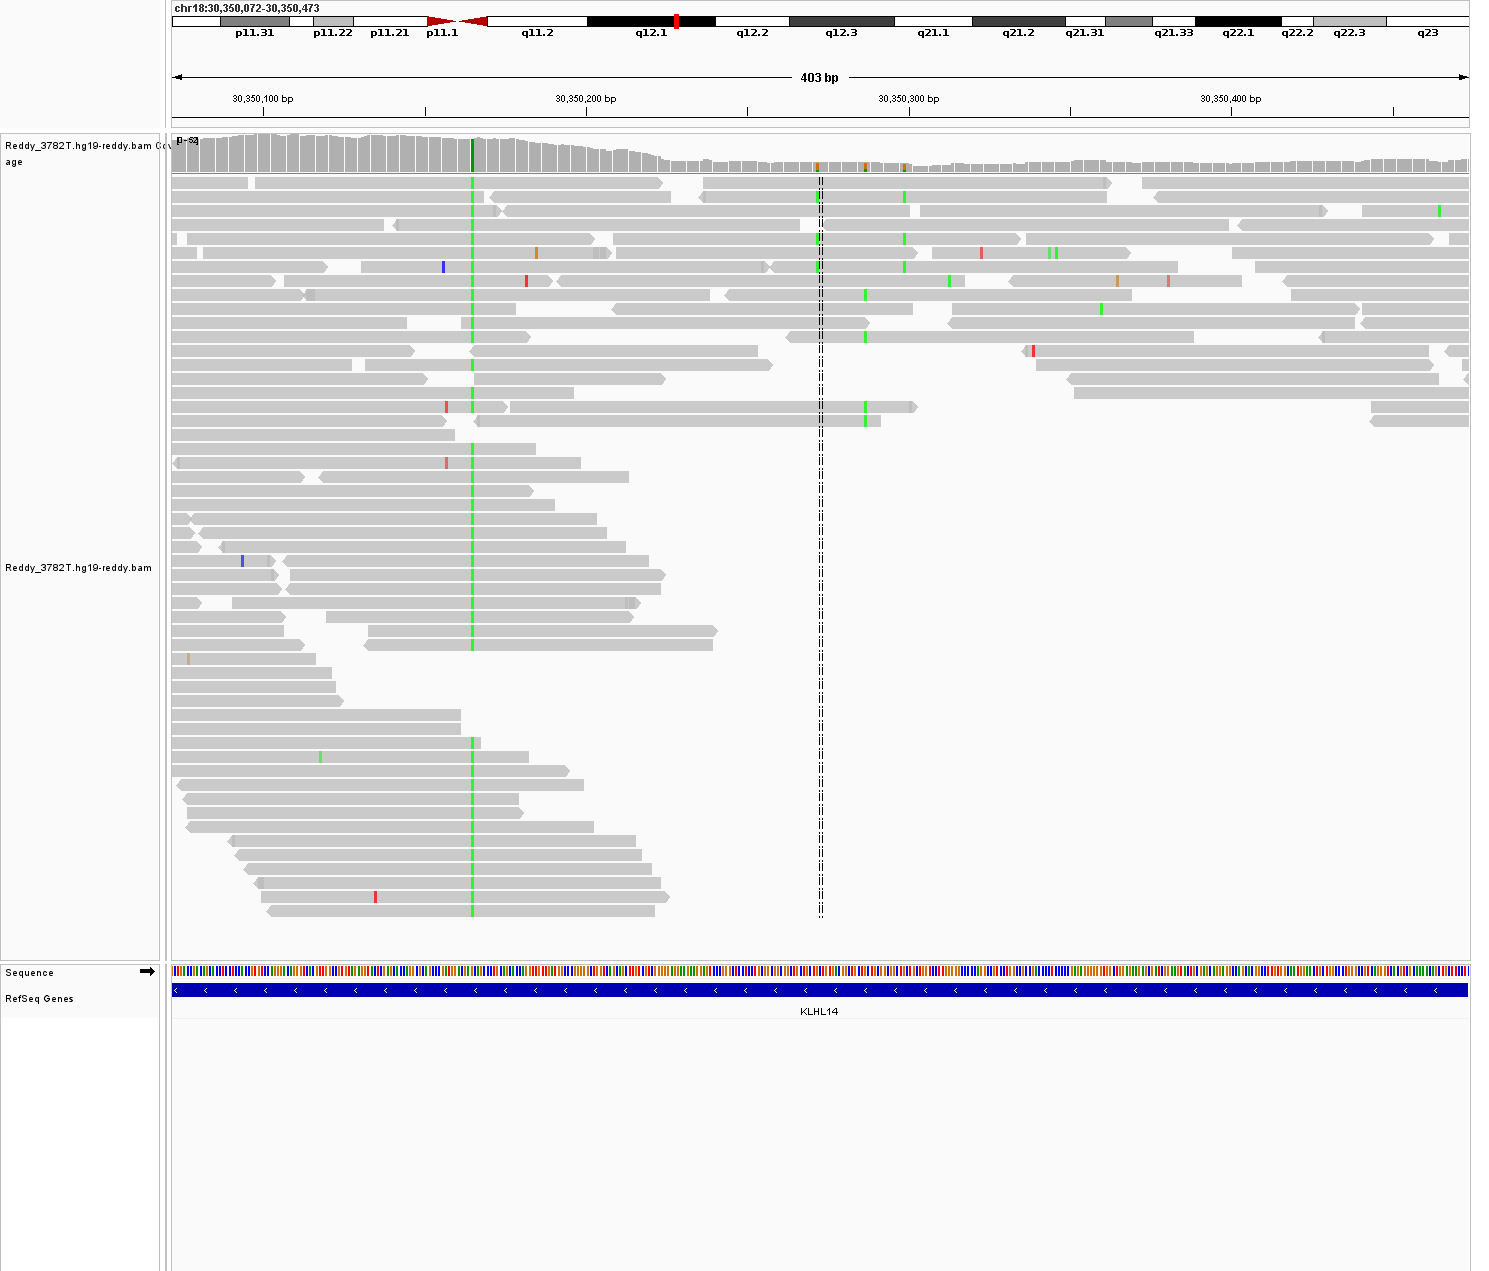 chr18:30,350,072-30,350,473
p11.31 p11.22 p11.21 p11.1 q11.2 q12.1 q12.2 q12.3 q21.1 q21.2 q21.31 q21.33 q22.1 q22.2 q22.3 q23
403 bp
30,350,100 bp 30,350,200 bp 30,350,300 bp 30,350,400 bp
Reddy_3782T.hg19-reddy.bam Cov
age
Reddy_3782T.hg19-reddy.bam
Sequence
RefSeq Genes
KLHL14